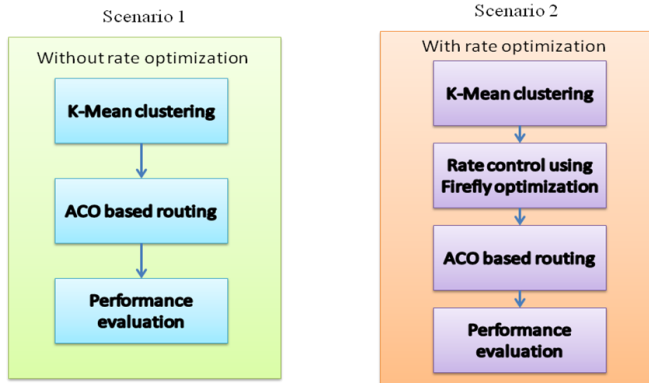 Scenario 1
Without rate optimization
K-Mean clustering
ACO based routing
Performance
evaluation
Scenario 2
With rate optimization
K-Mean clustering
Rate control using
Firefly optimization
ACO based routing
Performance
evaluation